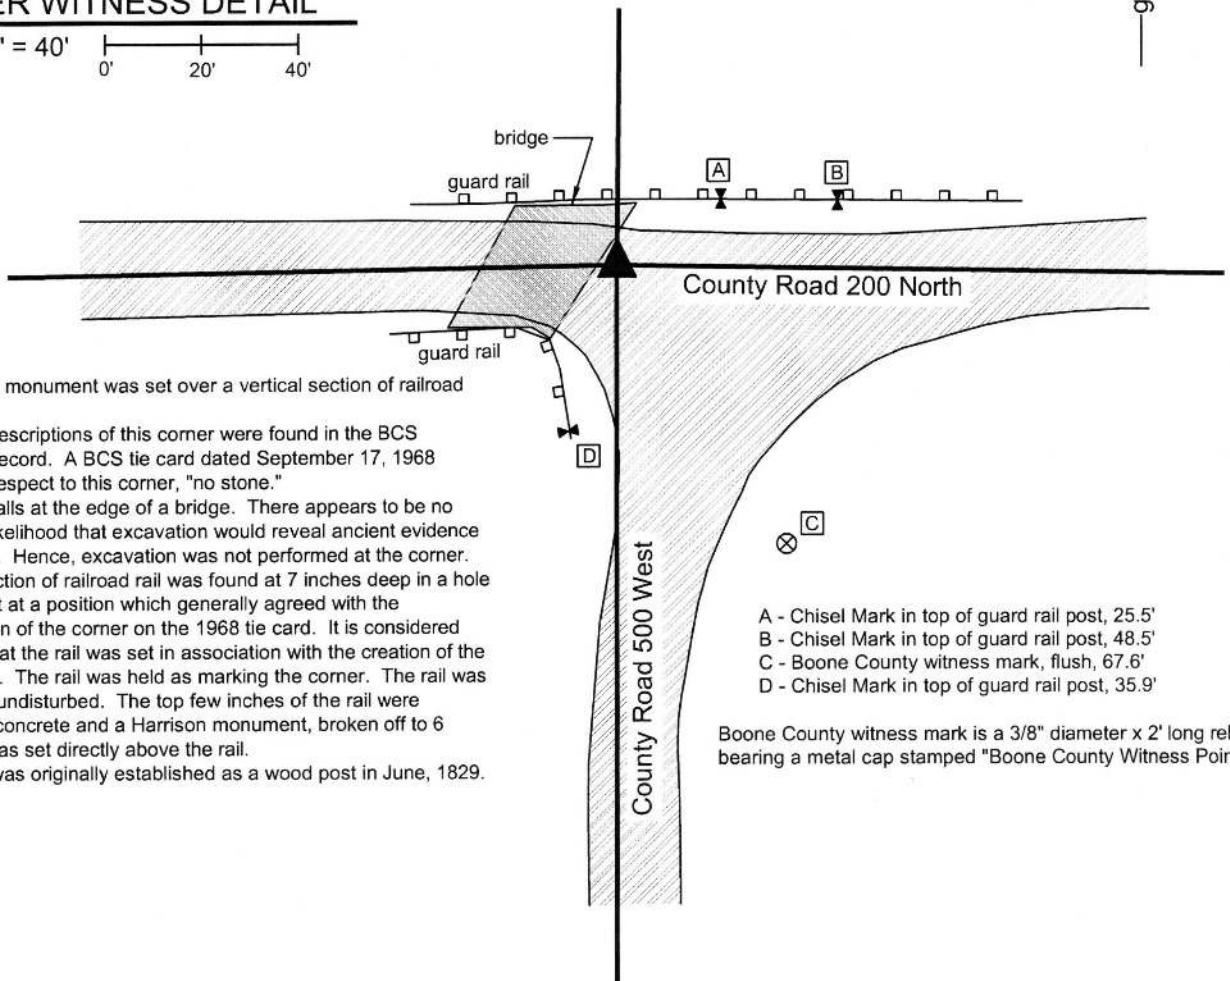 ER WITNESS DETAIL
' = 40'
0' 20' 40'
g
bridge
guard rail
A
B
County Road 200 North
guard rail
D
C
County Road 500 West
monument was set over a vertical section of railroad
escriptions of this corner were found in the BCS
ecord. A BCS tie card dated September 17, 1968
espect to this corner, "no stone."
alls at the edge of a bridge. There appears to be no
kelihood that excavation would reveal ancient evidence
. Hence, excavation was not performed at the corner.
ction of railroad rail was found at 7 inches deep in a hole
t at a position which generally agreed with the
n of the corner on the 1968 tie card. It is considered
at the rail was set in association with the creation of the
. The rail was held as marking the corner. The rail was
undisturbed. The top few inches of the rail were
concrete and a Harrison monument, broken off to 6
as set directly above the rail.
was originally established as a wood post in June, 1829.
A - Chisel Mark in top of guard rail post, 25.5'
B - Chisel Mark in top of guard rail post, 48.5'
C - Boone County witness mark, flush, 67.6'
D - Chisel Mark in top of guard rail post, 35.9'
Boone County witness mark is a 3/8" diameter x 2' long re
bearing a metal cap stamped "Boone County Witness Poi